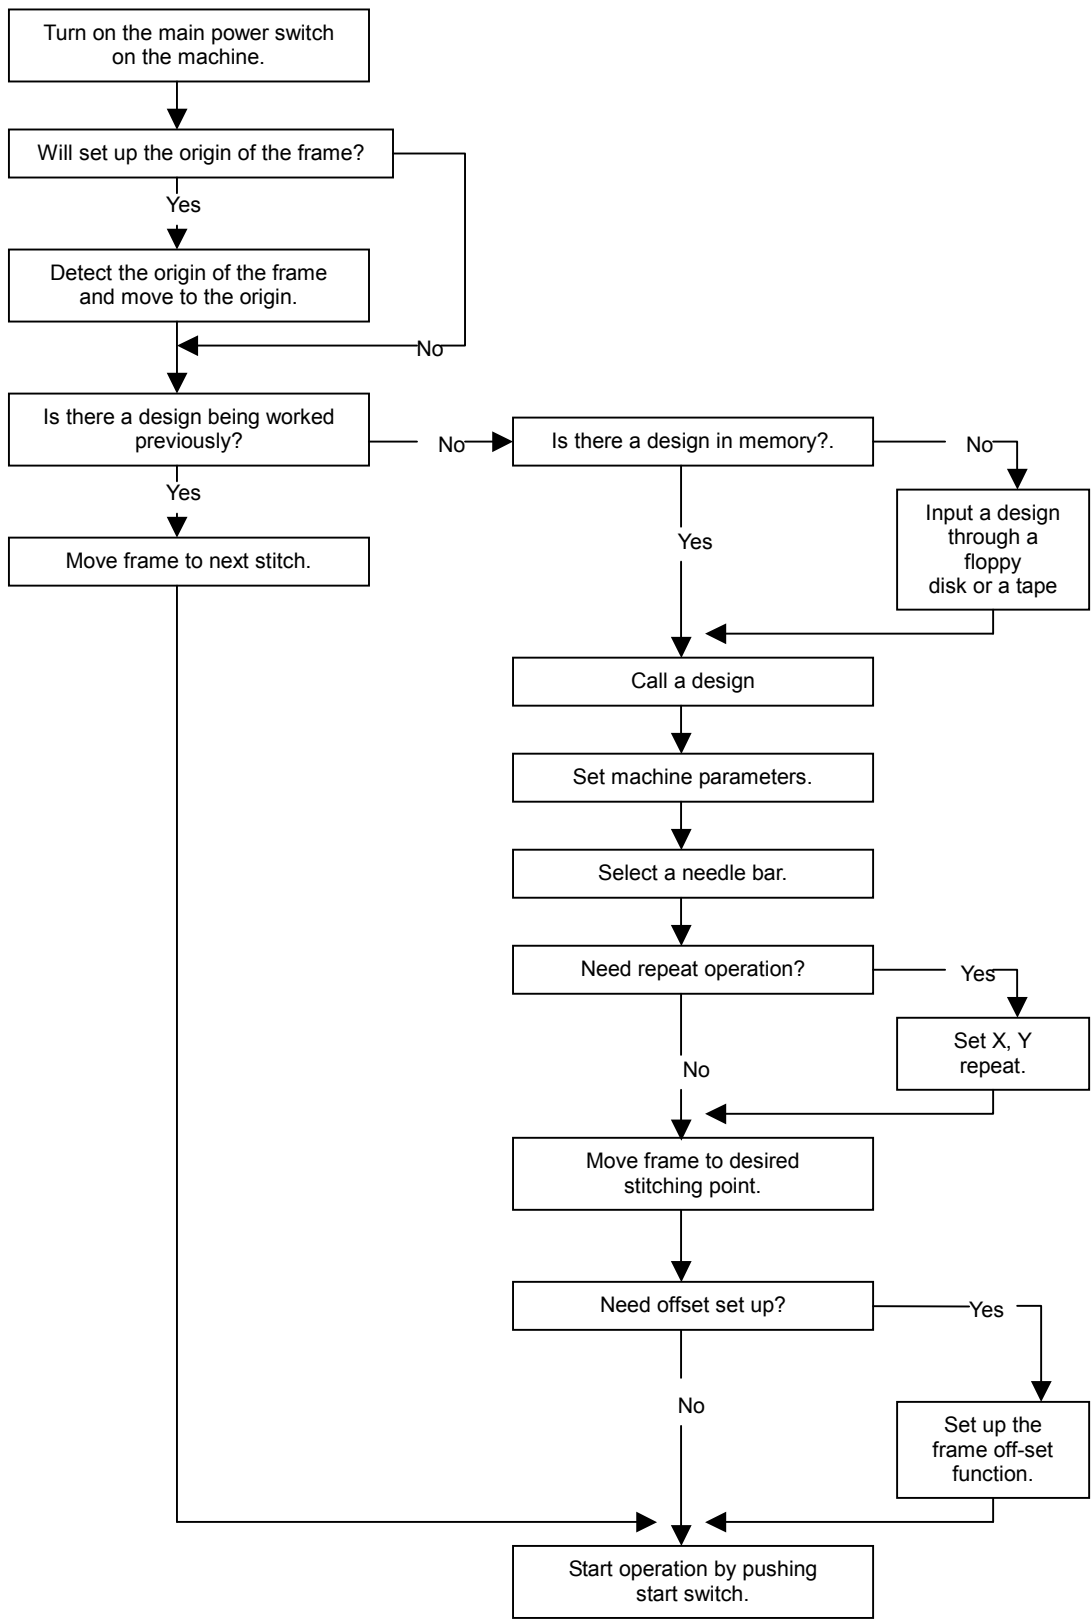 Turn on the main power switch
on the machine.
Will set up the origin of the frame?
Yes
Detect the origin of the frame
and move to the origin.
No
Is there a design being worked
previously?
No
Is there a design in memory?.
No
Yes
Input a design
through a
floppy
disk or a tape
Move frame to next stitch.
Yes
Call a design
Set machine parameters.
Select a needle bar.
Need repeat operation?
Yes
Set X, Y
repeat.
No
Move frame to desired
stitching point.
Need offset set up?
Yes
No
Set up the
frame off-set
function.
Start operation by pushing
start switch.